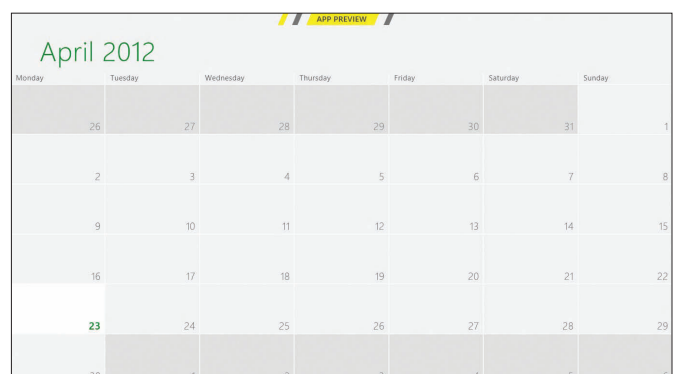 APP PREVIEW
April 2012
Monday Tuesday Wednesday Thursday Friday Saturday Sunday
26 27 28 29 30 31 1
2 3 4 5 6 7 8
9 10 11 12 13 14 15
16 17 18 19 20 21 22
23 24 25 26 27 28 29